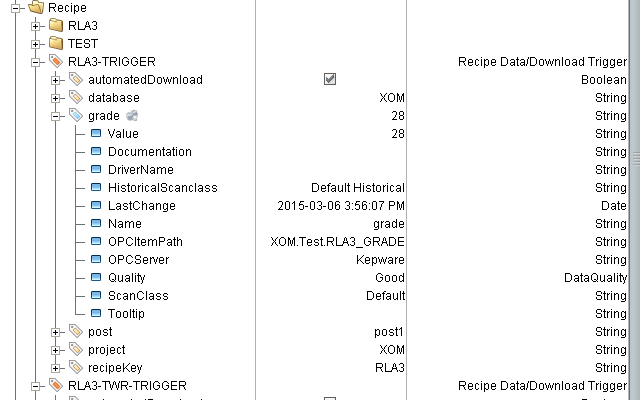 Recipe
RLA3
TEST
RLA3-TRIGGER Recipe Data/Download Trigger
automatedDownload Boolean
database XOM String
grade 28 String
Value 28 String
Documentation String
DriverName String
HistoricalScanclass Default Historical String
LastChange 2015-03-06 3:56:07 PM Date
Name grade String
OPCItemPath XOM.Test.RLA3_GRADE String
OPCServer Kepware String
Quality Good DataQuality
ScanClass Default String
Tooltip String
post post1 String
project XOM String
recipeKey RLA3 String
RLA3-TWR-TRIGGER Recipe Data/Download Trigger